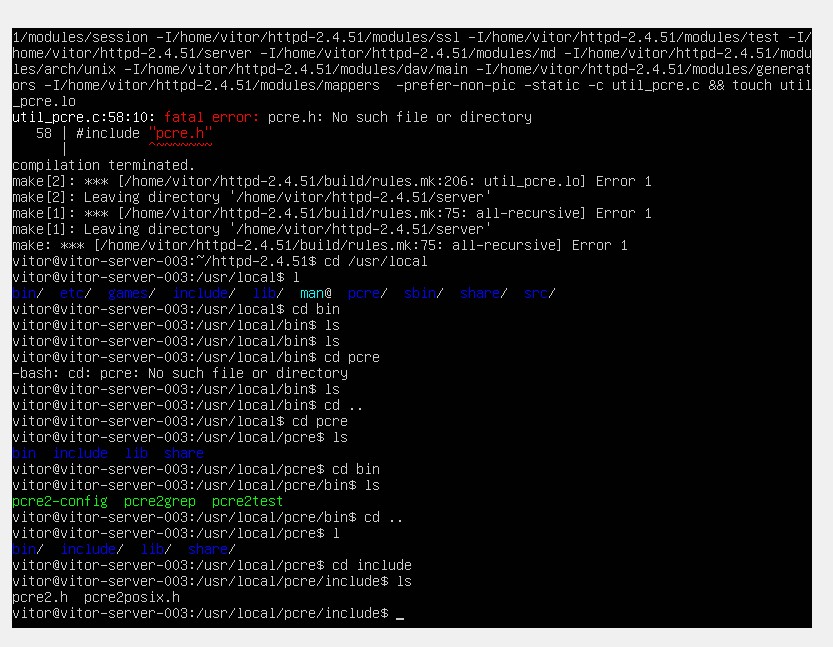 1/modules/session -I/home/vitor/httpd-2.4.51/modules/ssl -I/home/vitor/httpd-2.4.51/modules/test -I/
home/vitor/httpd-2.4.51/server -I/home/vitor/httpd-2.4.51/modules/md -I/home/vitor/httpd-2.4.51/modu
les/arch/unix -I/home/vitor/httpd-2.4.51/modules/dav/main -I/home/vitor/httpd-2.4.51/modules/generat
ors -I/home/vitor/httpd-2.4.51/modules/mappers  -prefer-non-pic -static -c util_pcre.c && touch util
_pcre.lo
util_pcre.c:58:10: fatal error: pcre.h: No such file or directory
   58 | #include "pcre.h"
      |          ^~~~~~~~
compilation terminated.
make[2]: *** [/home/vitor/httpd-2.4.51/build/rules.mk:206: util_pcre.lo] Error 1
make[2]: Leaving directory '/home/vitor/httpd-2.4.51/server'
make[1]: *** [/home/vitor/httpd-2.4.51/build/rules.mk:75: all-recursive] Error 1
make[1]: Leaving directory '/home/vitor/httpd-2.4.51/server'
make: *** [/home/vitor/httpd-2.4.51/build/rules.mk:75: all-recursive] Error 1
vitor@vitor-server-003:~/httpd-2.4.51$ cd /usr/local
vitor@vitor-server-003:/usr/local$ l
bin/  etc/  games/  include/  lib/  man@  pcre/  sbin/  share/  src/
vitor@vitor-server-003:/usr/local$ cd bin
vitor@vitor-server-003:/usr/local/bin$ ls
vitor@vitor-server-003:/usr/local/bin$ ls
vitor@vitor-server-003:/usr/local/bin$ cd pcre
-bash: cd: pcre: No such file or directory
vitor@vitor-server-003:/usr/local/bin$ ls
vitor@vitor-server-003:/usr/local/bin$ cd ..
vitor@vitor-server-003:/usr/local$ cd pcre
vitor@vitor-server-003:/usr/local/pcre$ ls
bin  include  lib  share
vitor@vitor-server-003:/usr/local/pcre$ cd bin
vitor@vitor-server-003:/usr/local/pcre/bin$ ls
pcre2-config  pcre2grep  pcre2test
vitor@vitor-server-003:/usr/local/pcre/bin$ cd ..
vitor@vitor-server-003:/usr/local/pcre$ l
bin/  include/  lib/  share/
vitor@vitor-server-003:/usr/local/pcre$ cd include
vitor@vitor-server-003:/usr/local/pcre/include$ ls
pcre2.h  pcre2posix.h
vitor@vitor-server-003:/usr/local/pcre/include$ _